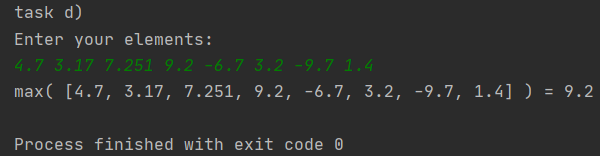 task d)
Enter your elements:
4.7 3.17 7.251 9.2 -6.7 3.2 -9.7 1.4
max( [4.7, 3.17, 7.251, 9.2, -6.7, 3.2, -9.7, 1.4] ) = 9.2
Process finished with exit code 0